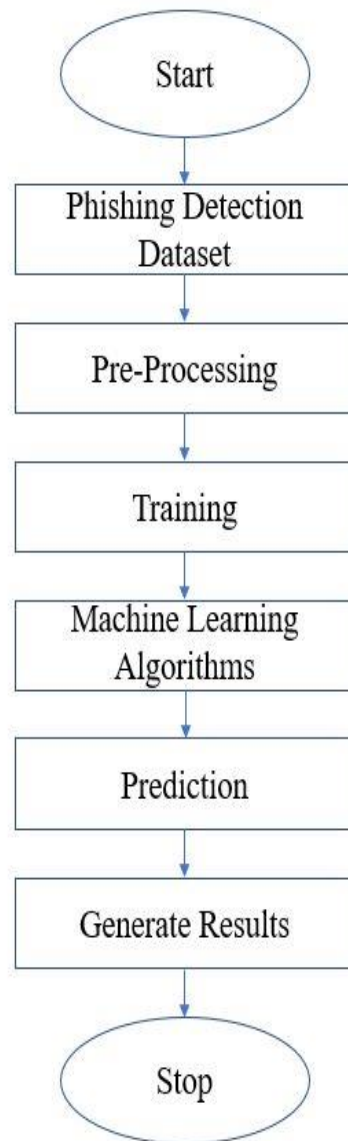 Start
Phishing Detection
Dataset
Pre-Processing
Training
Machine Learning
Algorithms
Prediction
Generate Results
Stop